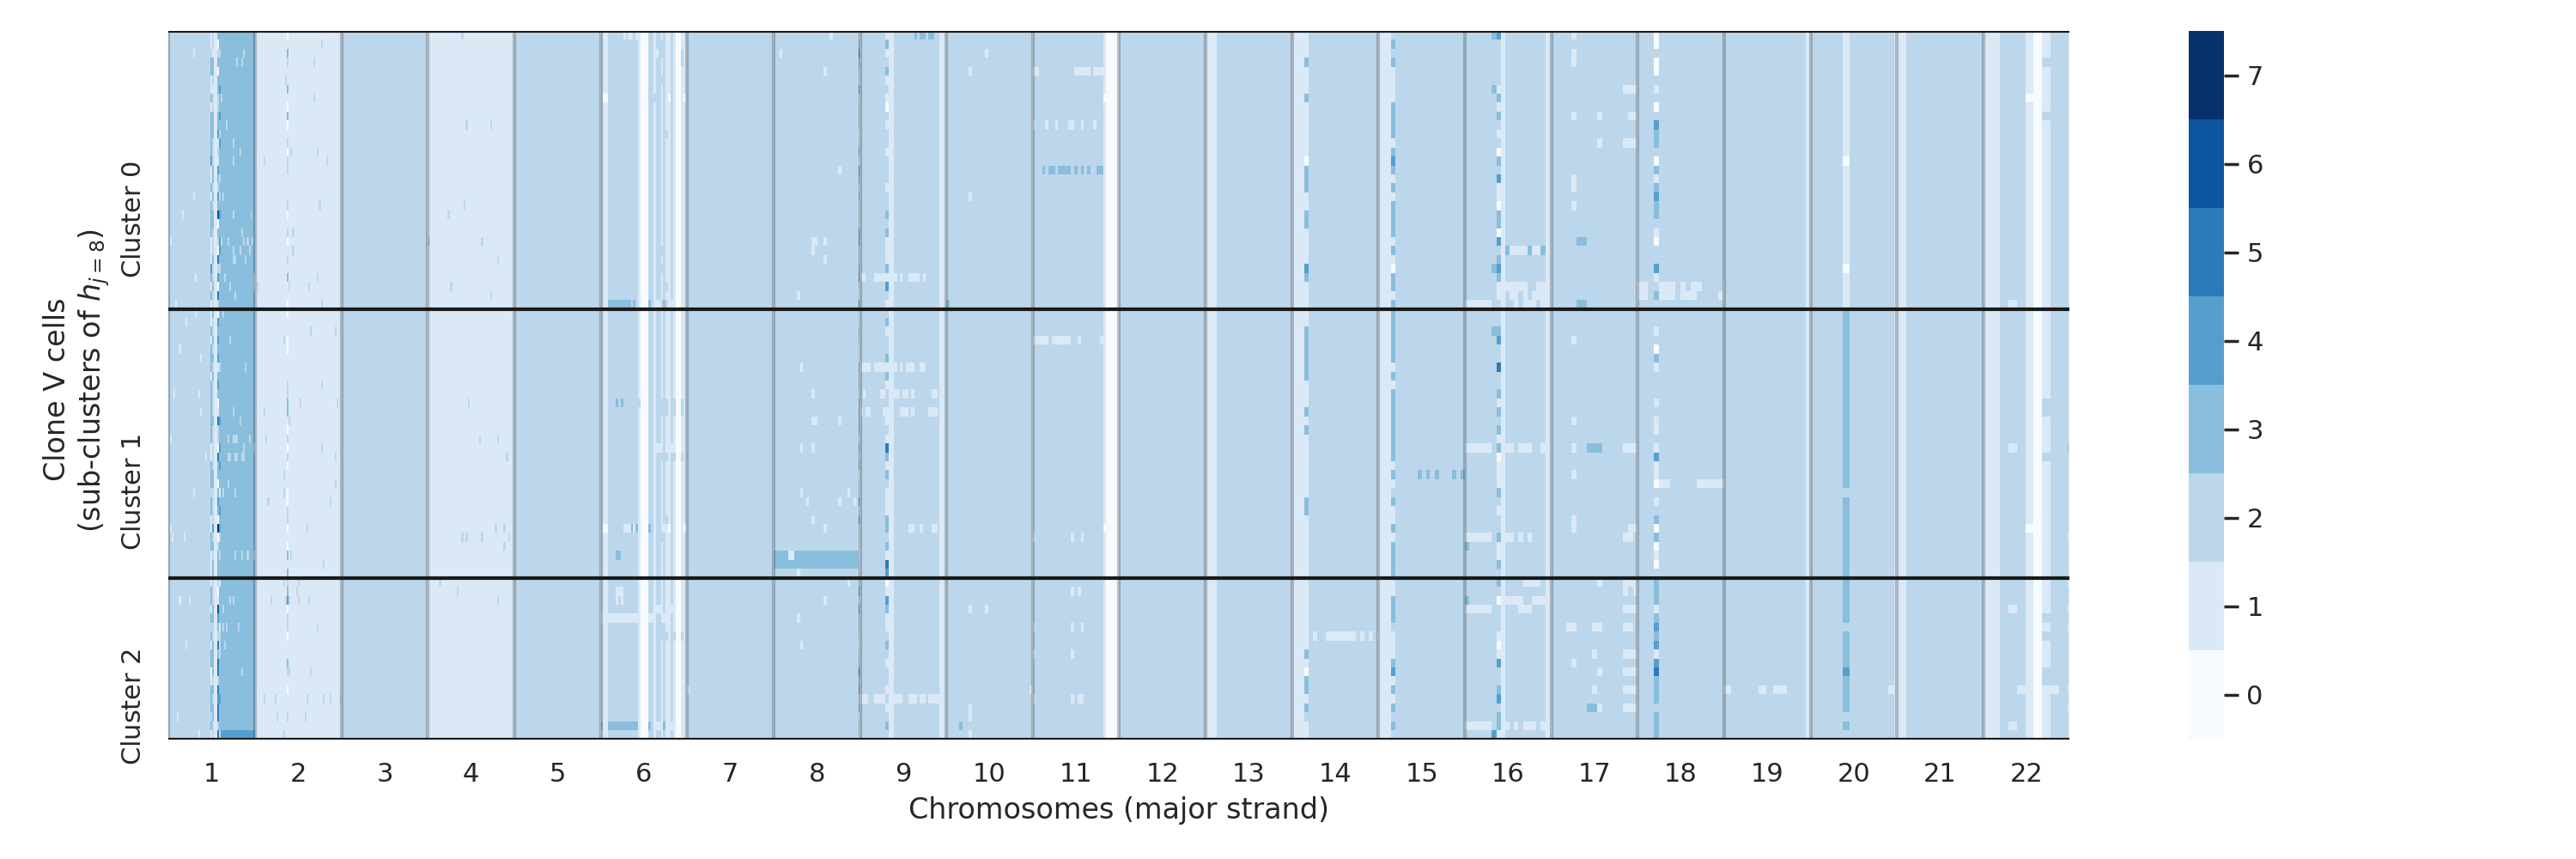 Clone V cells
(sub-clusters of h_{j=8})
Cluster 0
Cluster 1
Cluster 2
1 2 3 4 5 6 7 8 9 10 11 12 13 14 15 16 17 18 19 20 21 22
Chromosomes (major strand)
7
6
5
4
3
2
1
0